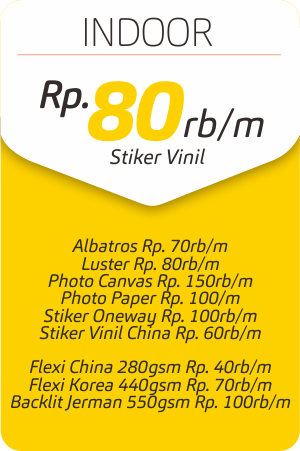 INDOOR
Rp.80rb/m
Stiker Vinil
Albatros Rp. 70rb/m
Luster Rp. 80rb/m
Photo Canvas Rp. 150rb/m
Photo Paper Rp. 100/m
Stiker Oneway Rp. 100rb/m
Stiker Vinil China Rp. 60rb/m
Flexi China 280gsm Rp. 40rb/m
Flexi Korea 440gsm Rp. 70rb/m
Backlit Jerman 550gsm Rp. 100rb/m